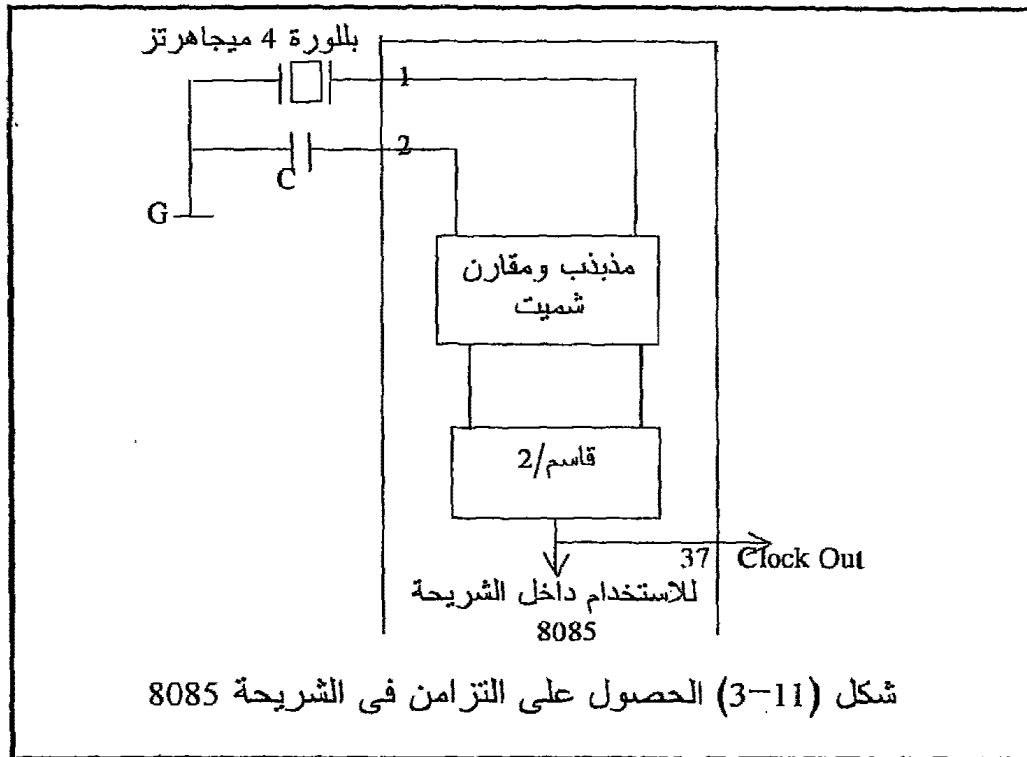 بللورة 4 ميجاهرتز
1
2
C
G
مذبذب ومقارن
شميت
قاسم/2
37 Clock Out
للاستخدام داخل الشريحة
8085
شكل (11-3) الحصول على التزامن فى الشريحة 8085